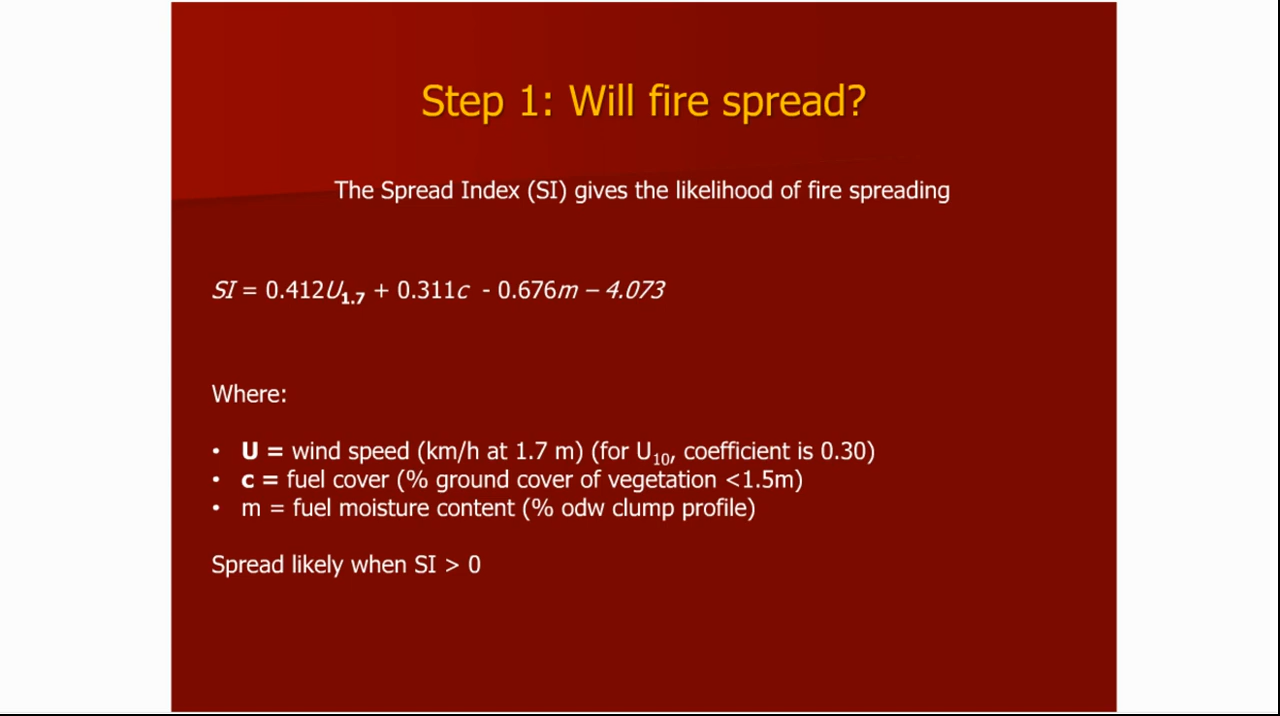 Step 1: Will fire spread?
The Spread Index (SI) gives the likelihood of fire spreading
SI = 0.412U1.7 + 0.311c - 0.676m – 4.073
Where:
• U = wind speed (km/h at 1.7 m) (for U10, coefficient is 0.30)
• c = fuel cover (% ground cover of vegetation <1.5m)
• m = fuel moisture content (% odw clump profile)
Spread likely when SI > 0